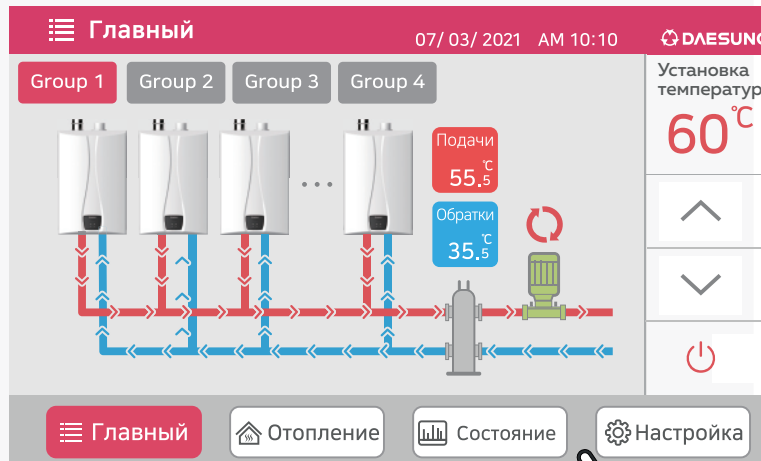 Главный
07/ 03/ 2021 AM 10:10
DAESUNG
Group 1
Group 2
Group 3
Group 4
Установка
температур
60°C
Подачи
55.5 °C
Обратки
35.5 °C
Главный
Отопление
Состояние
Настройка